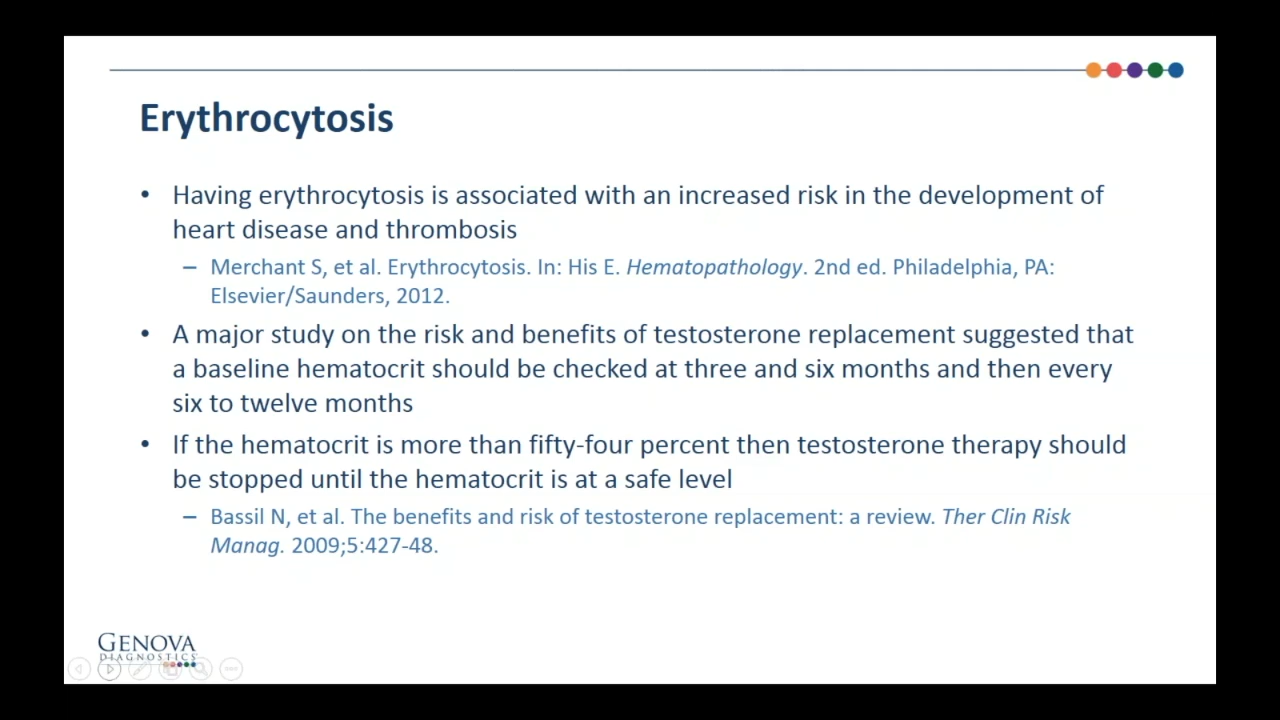 Erythrocytosis
• Having erythrocytosis is associated with an increased risk in the development of
heart disease and thrombosis
– Merchant S, et al. Erythrocytosis. In: His E. Hematopathology. 2nd ed. Philadelphia, PA:
Elsevier/Saunders, 2012.
• A major study on the risk and benefits of testosterone replacement suggested that
a baseline hematocrit should be checked at three and six months and then every
six to twelve months
• If the hematocrit is more than fifty-four percent then testosterone therapy should
be stopped until the hematocrit is at a safe level
– Bassil N, et al. The benefits and risk of testosterone replacement: a review. Ther Clin Risk
Manag. 2009;5:427-48.
GENOVA
DIAGNOSTICS